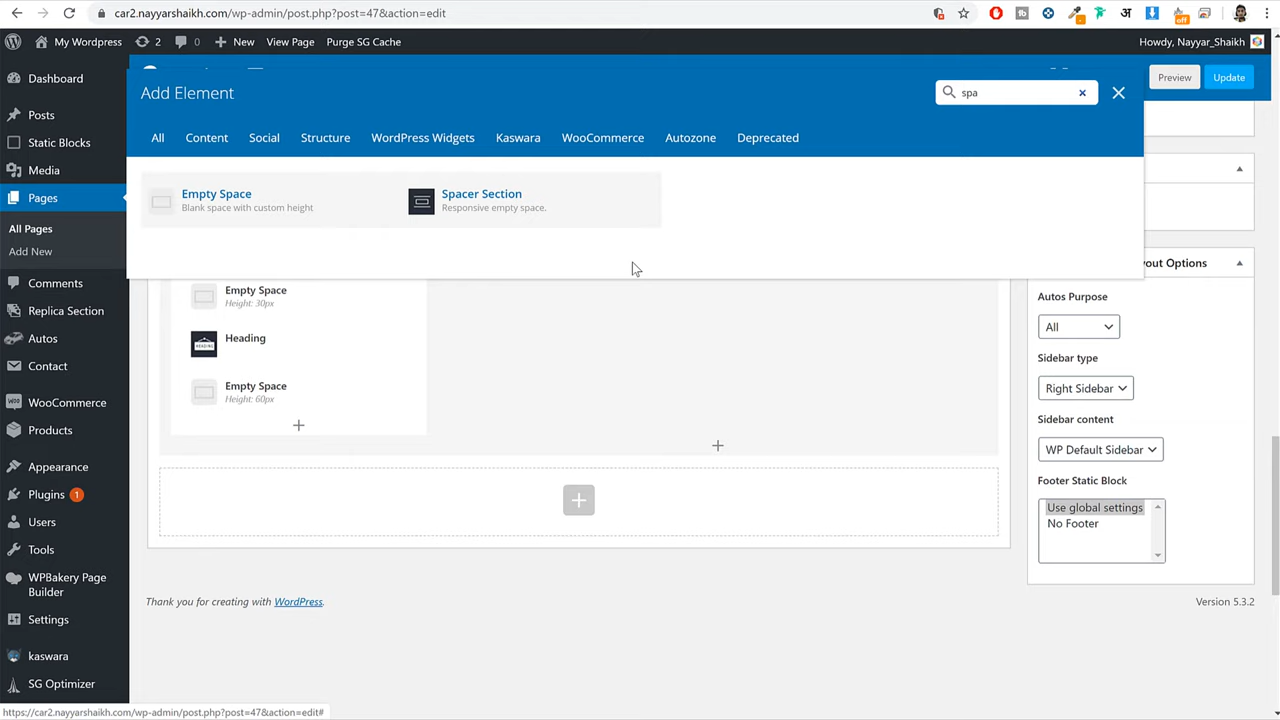 car2.nayyarshaikh.com/wp-admin/post.php?post=47&action=edit
अ
off
My Wordpress 2 0 + New View Page Purge SG Cache Howdy, Nayyar_Shaikh
Dashboard
Posts
Static Blocks
Media
Pages
All Pages
Add New
Comments
Replica Section
Autos
Contact
WooCommerce
Products
Appearance
Plugins 1
Users
Tools
WPBakery Page
Builder
Settings
kaswara
SG Optimizer
Preview Update
Add Element spa
All Content Social Structure WordPress Widgets Kaswara WooCommerce Autozone Deprecated
Empty Space
Blank space with custom height
Spacer Section
Responsive empty space.
Empty Space
Height: 30px
HEADING
Heading
Empty Space
Height: 60px
yout Options
Autos Purpose
All
Sidebar type
Right Sidebar
Sidebar content
WP Default Sidebar
Footer Static Block
Use global settings
No Footer
Thank you for creating with WordPress. Version 5.3.2
https://car2.nayyarshaikh.com/wp-admin/post.php?post=47&action=edit#